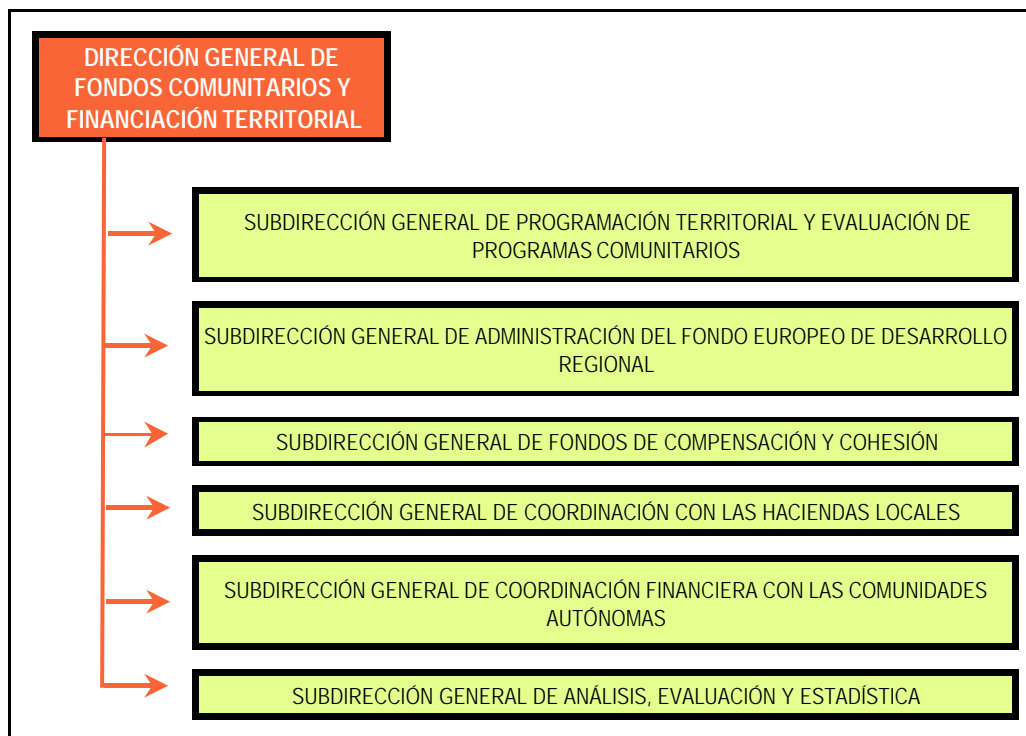 DIRECCIÓN GENERAL DE
FONDOS COMUNITARIOS Y
FINANCIACIÓN TERRITORIAL
SUBDIRECCIÓN GENERAL DE PROGRAMACIÓN TERRITORIAL Y EVALUACIÓN DE
PROGRAMAS COMUNITARIOS
SUBDIRECCIÓN GENERAL DE ADMINISTRACIÓN DEL FONDO EUROPEO DE DESARROLLO
REGIONAL
SUBDIRECCIÓN GENERAL DE FONDOS DE COMPENSACIÓN Y COHESIÓN
SUBDIRECCIÓN GENERAL DE COORDINACIÓN CON LAS HACIENDAS LOCALES
SUBDIRECCIÓN GENERAL DE COORDINACIÓN FINANCIERA CON LAS COMUNIDADES
AUTÓNOMAS
SUBDIRECCIÓN GENERAL DE ANÁLISIS, EVALUACIÓN Y ESTADÍSTICA